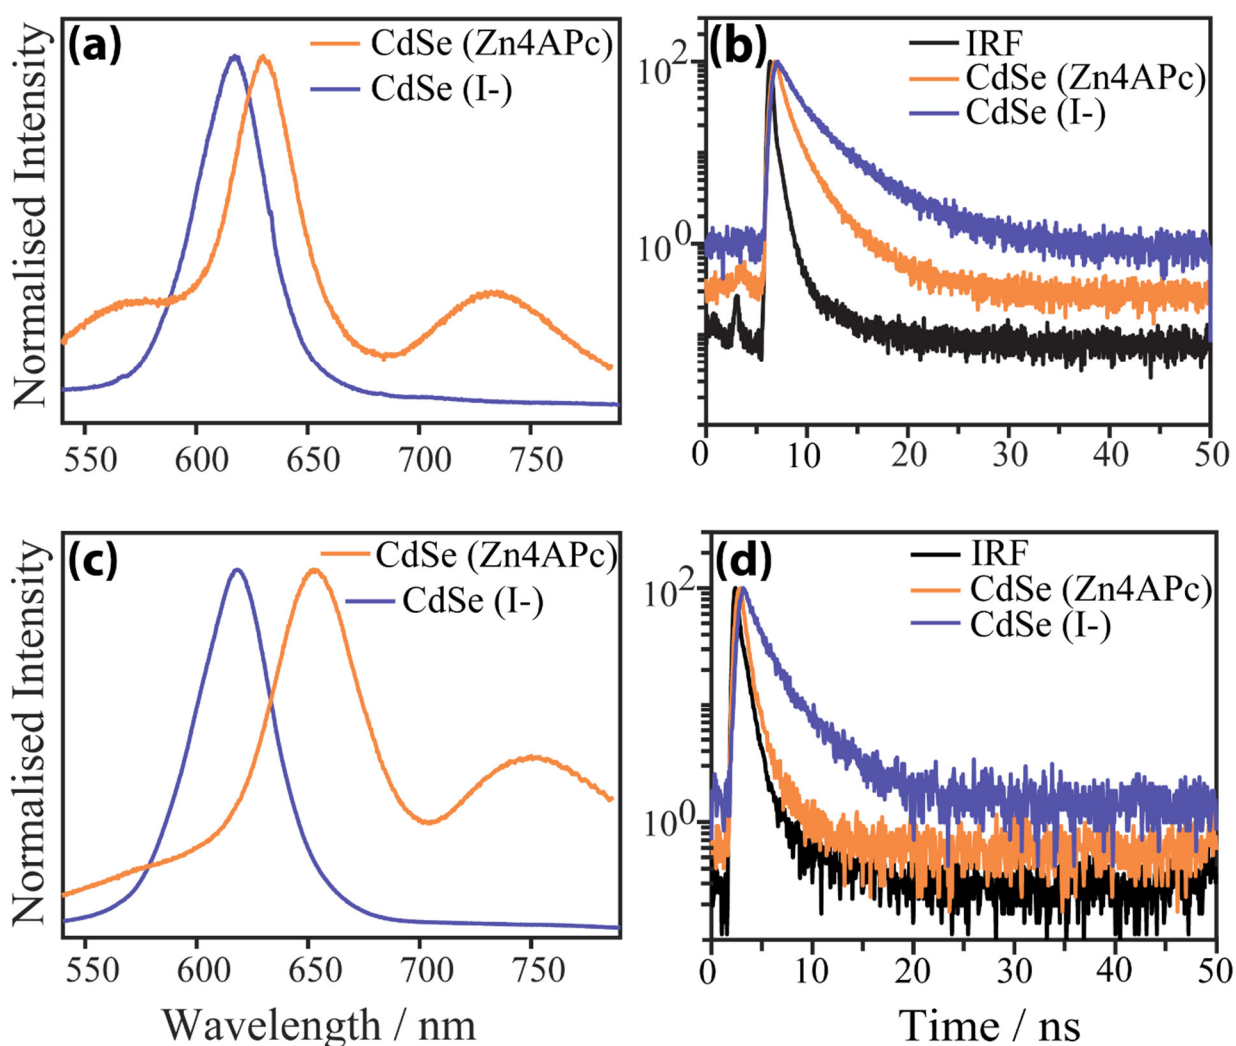 (a)
CdSe (Zn4APc)
CdSe (I-)
Normalised Intensity
550 600 650 700 750
(b)
IRF
CdSe (Zn4APc)
CdSe (I-)
10²
10⁰
0 10 20 30 40 50
(c)
CdSe (Zn4APc)
CdSe (I-)
Normalised Intensity
550 600 650 700 750
Wavelength / nm
(d)
IRF
CdSe (Zn4APc)
CdSe (I-)
10²
10⁰
0 10 20 30 40 50
Time / ns